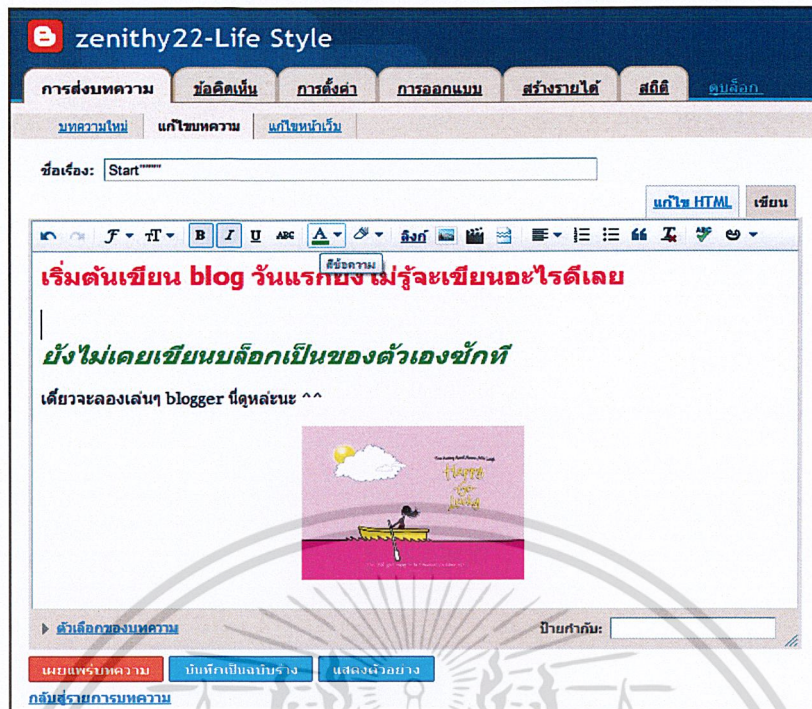 zenithy22-Life Style
การส่งบทความ ข้อคิดเห็น การตั้งค่า การออกแบบ สร้างรายได้ สถิติ ดูบล็อก
บทความใหม่ แก้ไขบทความ แก้ไขหน้าเว็บ
ชื่อเรื่อง: Start
แก้ไข HTML เขียน
ABC ลิงก์
สีข้อความ
เริ่มต้นเขียน blog วันแรกยังไม่รู้จะเขียนอะไรดีเลย
ยังไม่เคยเขียนบล็อกเป็นของตัวเองซักที
เดี๋ยวจะลองเล่นๆ blogger นี่ดูหล่ะนะ ^^
Happy
Go-
Lucky
ตัวเลือกของบทความ ป้ายกำกับ:
เผยแพร่บทความ บันทึกเป็นฉบับร่าง แสดงตัวอย่าง
กลับสู่รายการบทความ